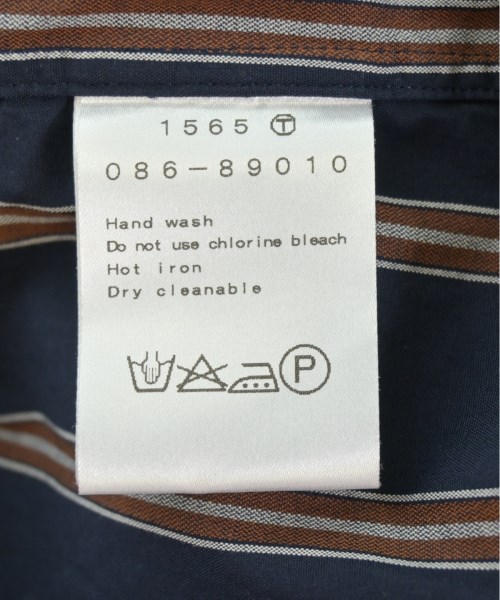 1565 Ⓣ
086-89010
Hand wash
Do not use chlorine bleach
Hot iron
Dry cleanable
P